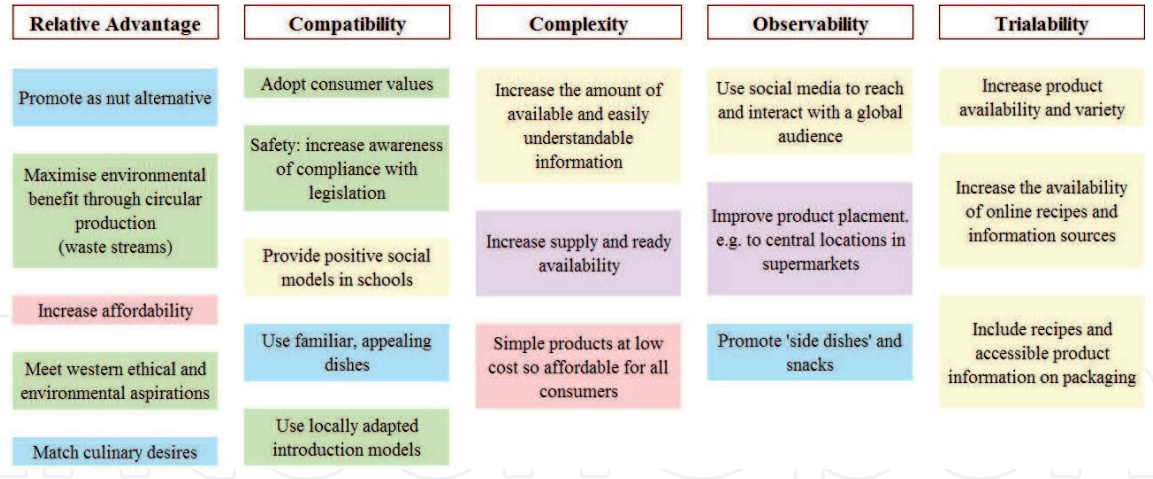 Relative Advantage
Promote as nut alternative
Maximise environmental
benefit through circular
production
(waste streams)
Increase affordability
Meet western ethical and
environmental aspirations
Match culinary desires
Compatibility
Adopt consumer values
Safety: increase awareness
of compliance with
legislation
Provide positive social
models in schools
Use familiar, appealing
dishes
Use locally adapted
introduction models
Complexity
Increase the amount of
available and easily
understandable
information
Increase supply and ready
availability
Simple products at low
cost so affordable for all
consumers
Observability
Use social media to reach
and interact with a global
audience
Improve product placment.
e.g. to central locations in
supermarkets
Promote 'side dishes' and
snacks
Trialability
Increase product
availability and variety
Increase the availability
of online recipes and
information sources
Include recipes and
accessible product
information on packaging